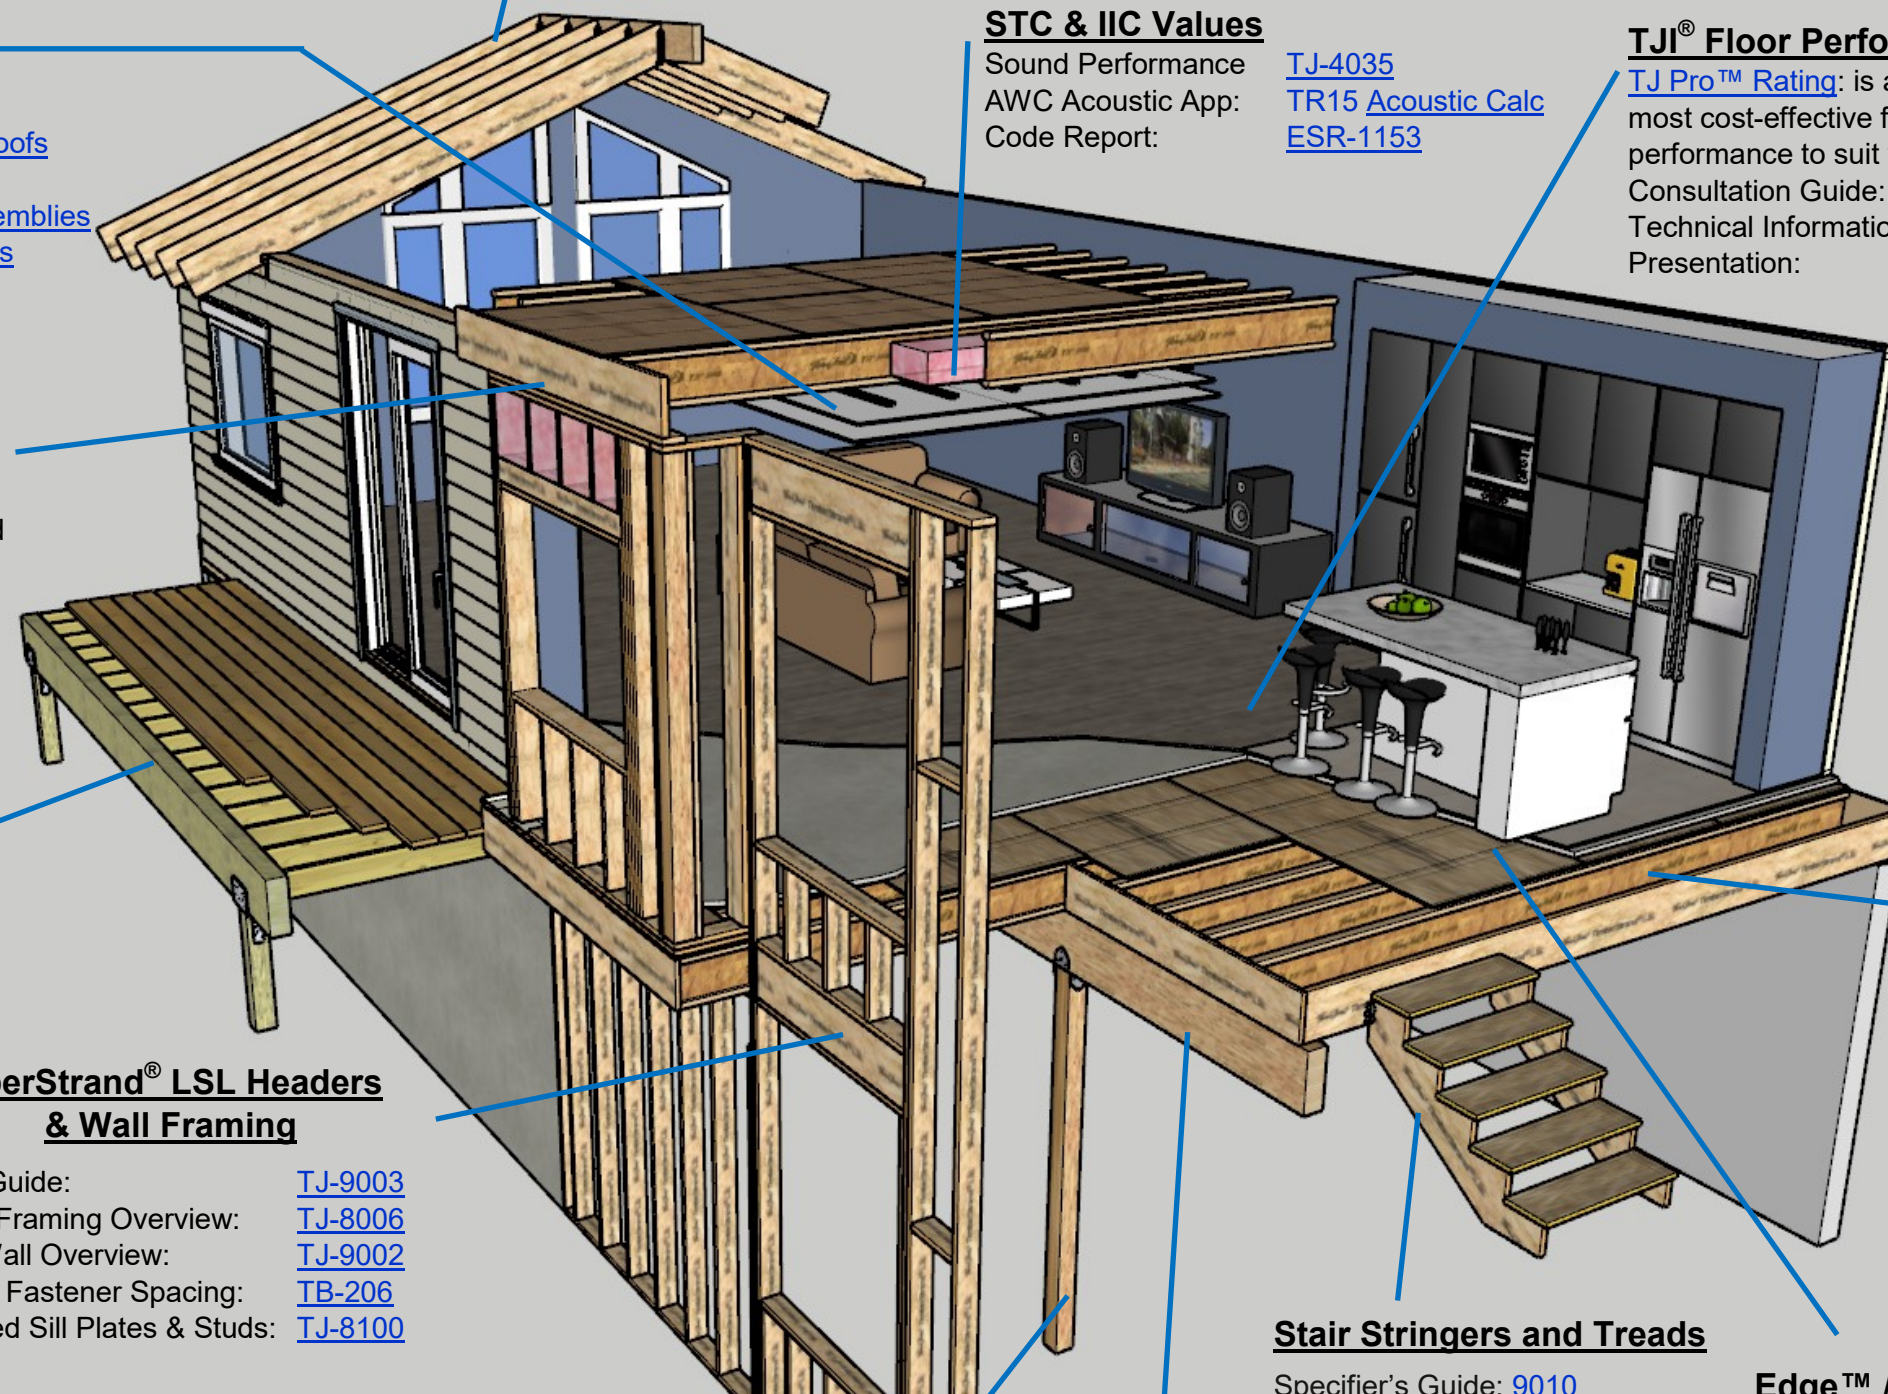 STC & IIC Values
Sound Performance TJ-4035
AWC Acoustic App: TR15 Acoustic Calc
Code Report: ESR-1153
TJI® Floor Perfo
TJ Pro™ Rating: is a
most cost-effective f
performance to suit
Consultation Guide:
Technical Informatio
Presentation:
oofs
emblies
s
d
berStrand® LSL Headers
& Wall Framing
Guide: TJ-9003
Framing Overview: TJ-8006
Wall Overview: TJ-9002
Fastener Spacing: TB-206
ed Sill Plates & Studs: TJ-8100
Stair Stringers and Treads
Specifier's Guide: 9010
Edge™